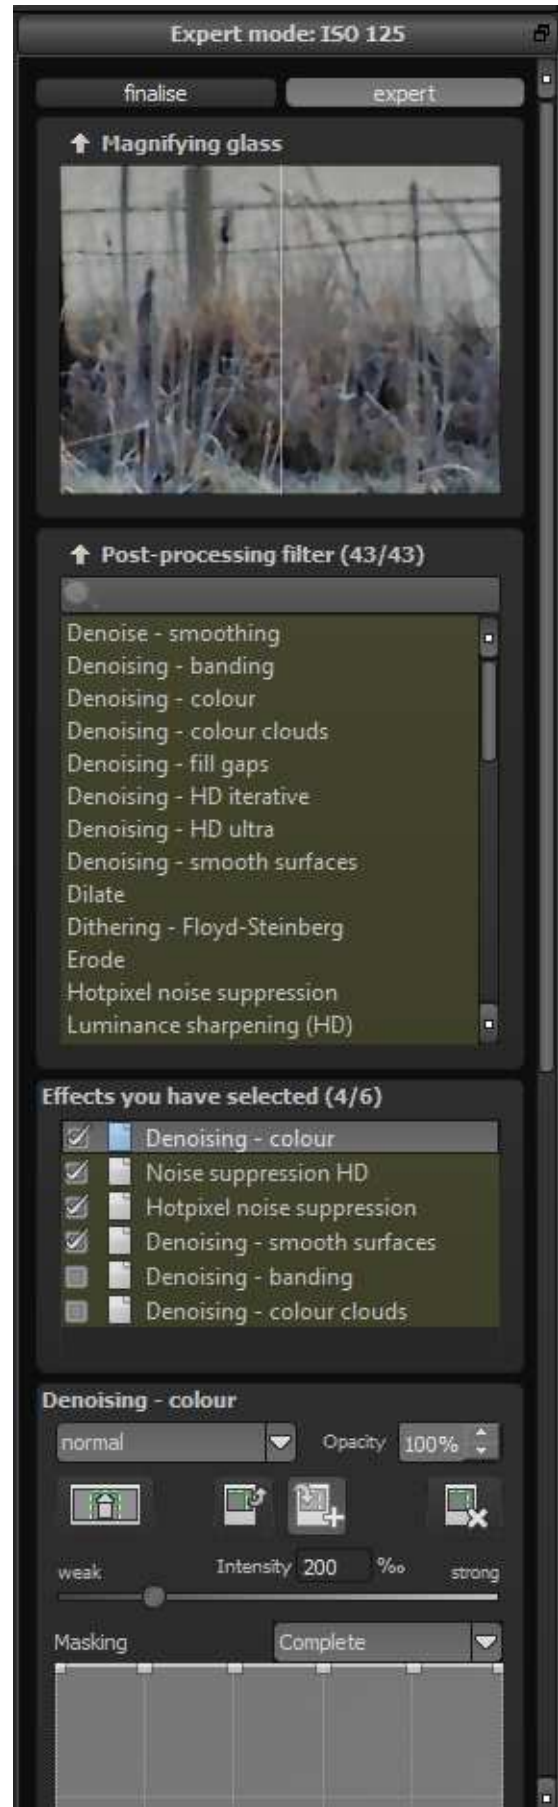 Expert mode: ISO 125
finalise expert
Magnifying glass
Post-processing filter (43/43)
Denoise - smoothing
Denoising - banding
Denoising - colour
Denoising - colour clouds
Denoising - fill gaps
Denoising - HD iterative
Denoising - HD ultra
Denoising - smooth surfaces
Dilate
Dithering - Floyd-Steinberg
Erode
Hotpixel noise suppression
Luminance sharpening (HD)
Effects you have selected (4/6)
Denoising - colour
Noise suppression HD
Hotpixel noise suppression
Denoising - smooth surfaces
Denoising - banding
Denoising - colour clouds
Denoising - colour
normal Opacity 100%
weak Intensity 200 ‰ strong
Masking Complete